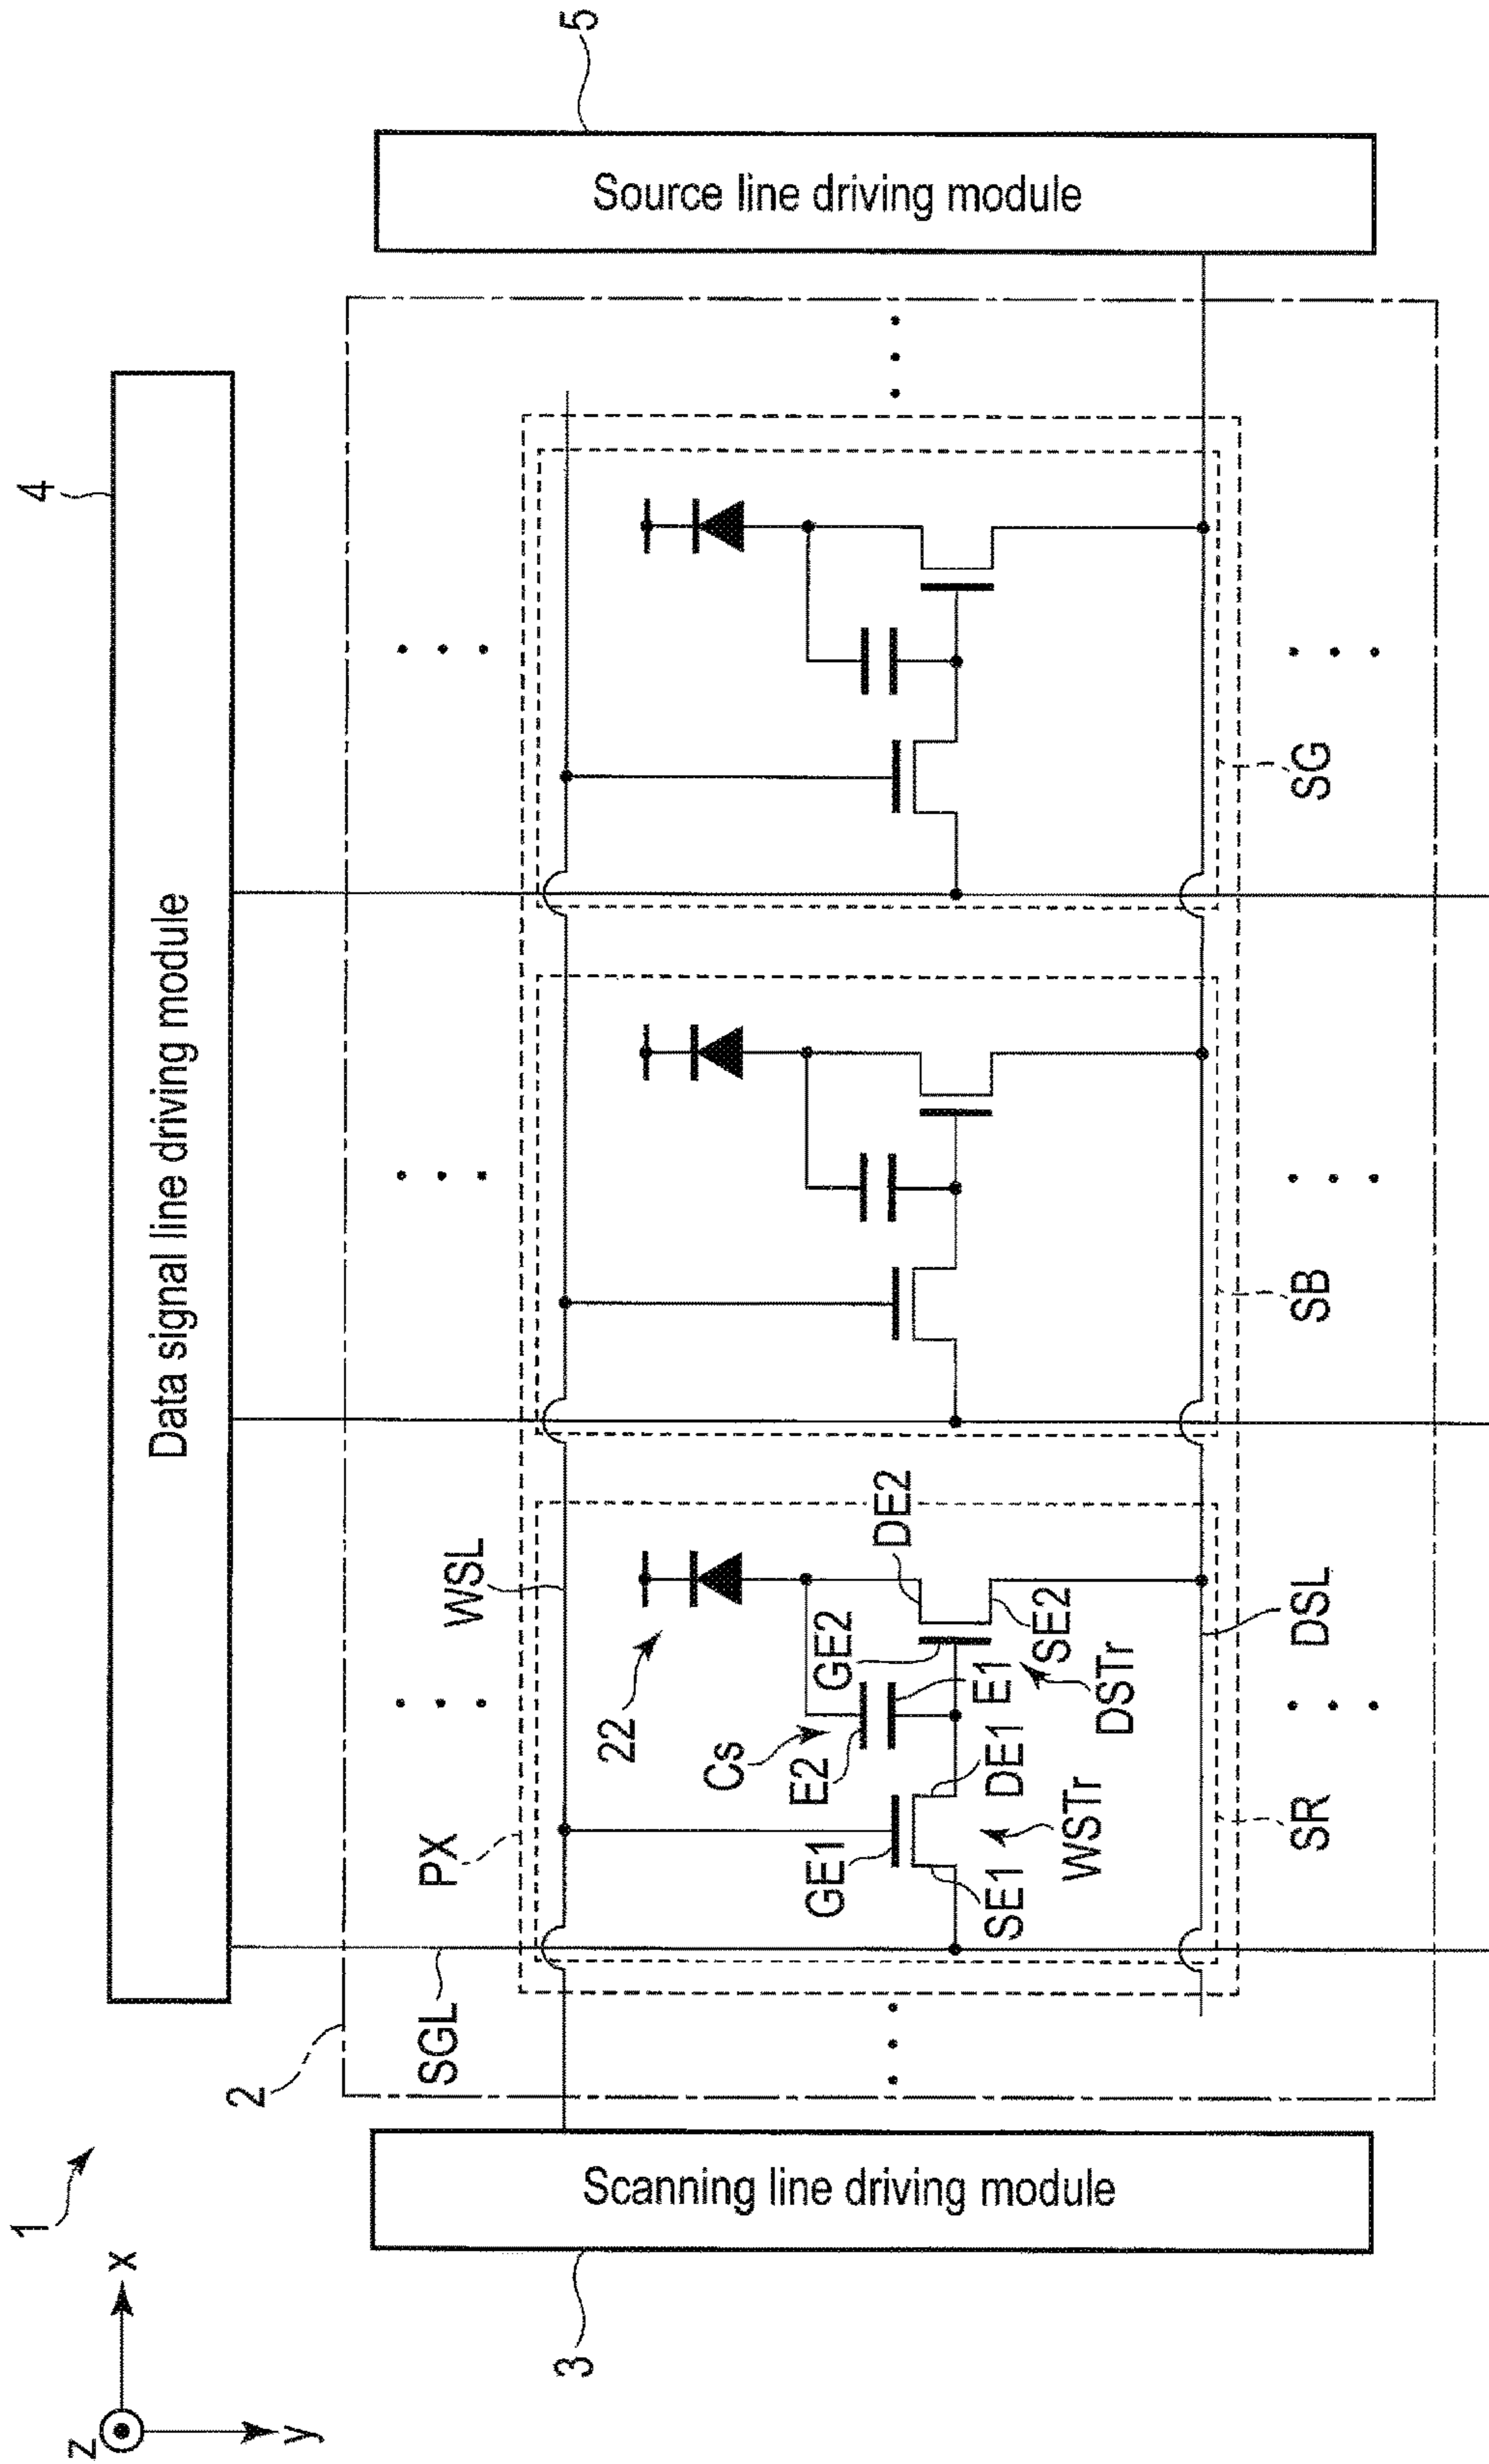 1
x
z
y
4
Data signal line driving module
2
SGL
PX
WSL
3
Scanning line driving module
5
Source line driving module
22
Cs
E2
GE1
GE2
DE2
E1
DE1
SE1
SE2
WSTr
DSTr
SR
DSL
SB
SG